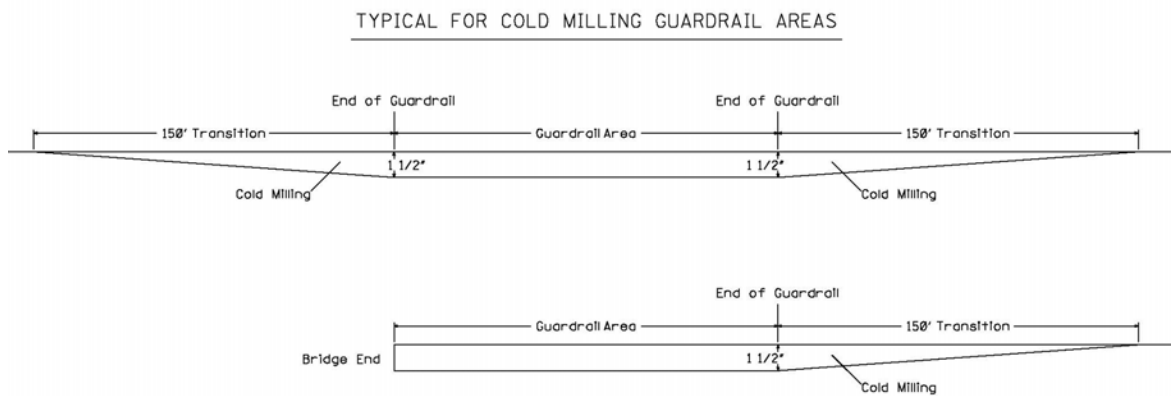 TYPICAL FOR COLD MILLING GUARDRAIL AREAS
End of Guardrail End of Guardrail
150' Transition Guardrail Area 150' Transition
1 1/2" 1 1/2"
Cold Milling Cold Milling
End of Guardrail
Guardrail Area 150' Transition
Bridge End 1 1/2"
Cold Milling